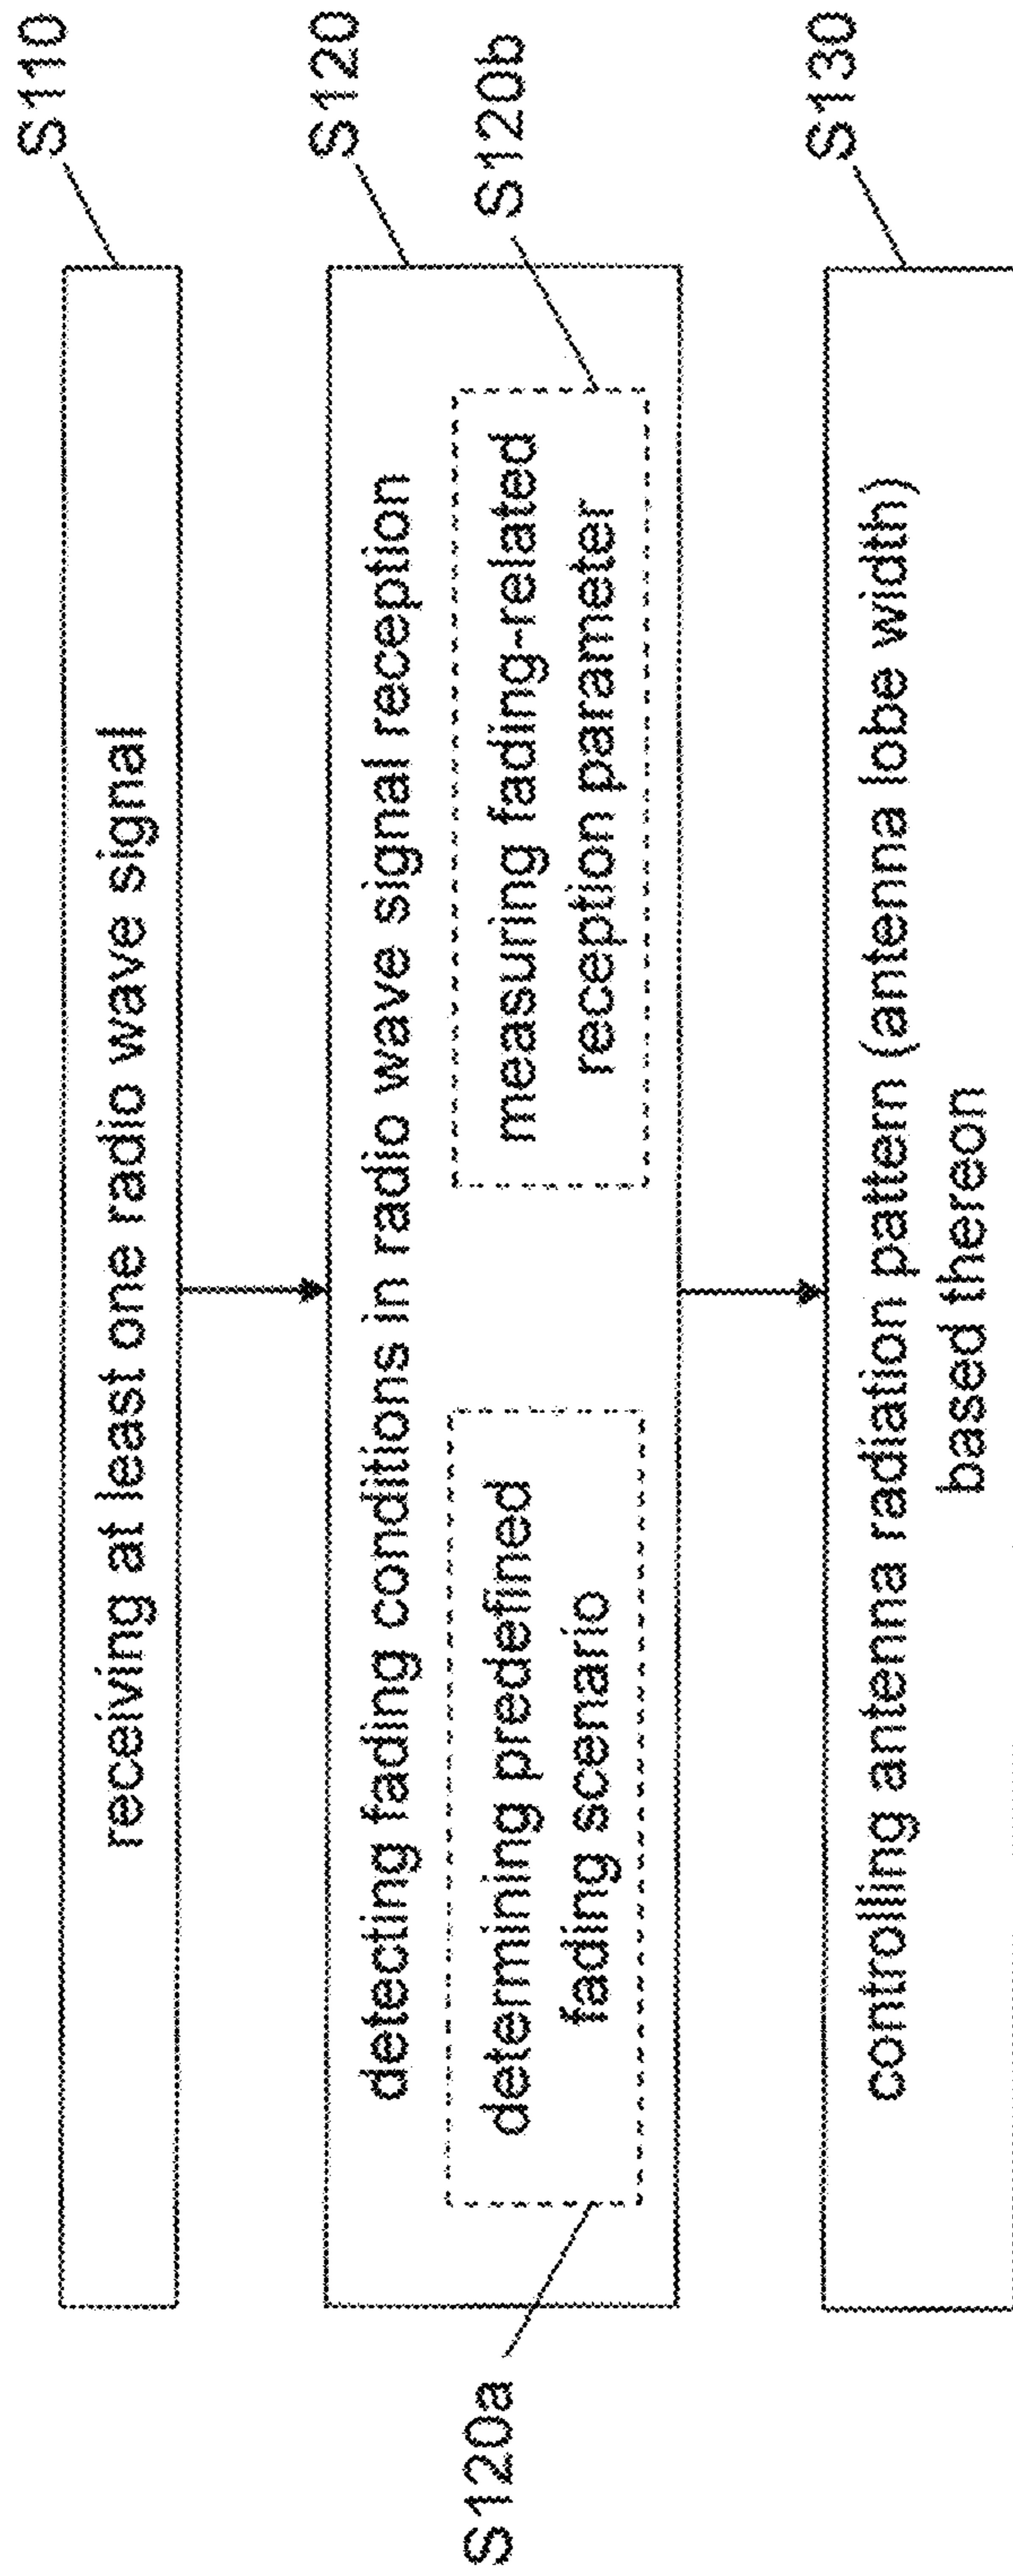 S110
receiving at least one radio wave signal
S120
detecting fading conditions in radio wave signal reception
S120a
determining predefined
fading scenario
S120b
measuring fading-related
reception parameter
S130
controlling antenna radiation pattern (antenna lobe width)
based thereon